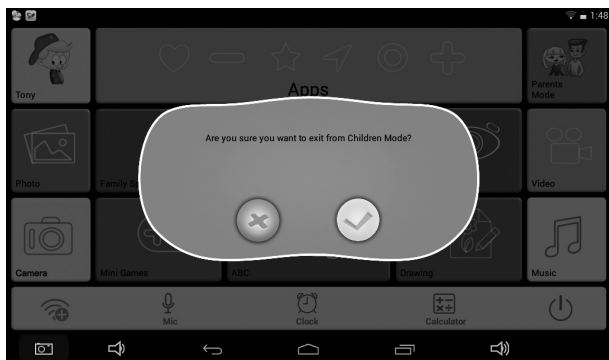 1:48
Tony
Apps
Parents
Mode
Are you sure you want to exit from Children Mode?
Photo
Video
Camera
Mini Games
ABC
Drawing
Music
Mic
Clock
Calculator